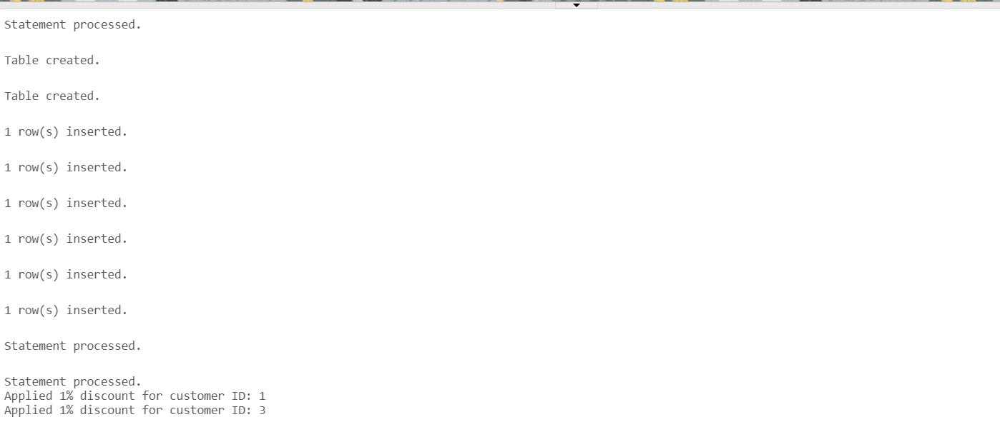 Statement processed.
Table created.
Table created.
1 row(s) inserted.
1 row(s) inserted.
1 row(s) inserted.
1 row(s) inserted.
1 row(s) inserted.
1 row(s) inserted.
Statement processed.
Statement processed.
Applied 1% discount for customer ID: 1
Applied 1% discount for customer ID: 3